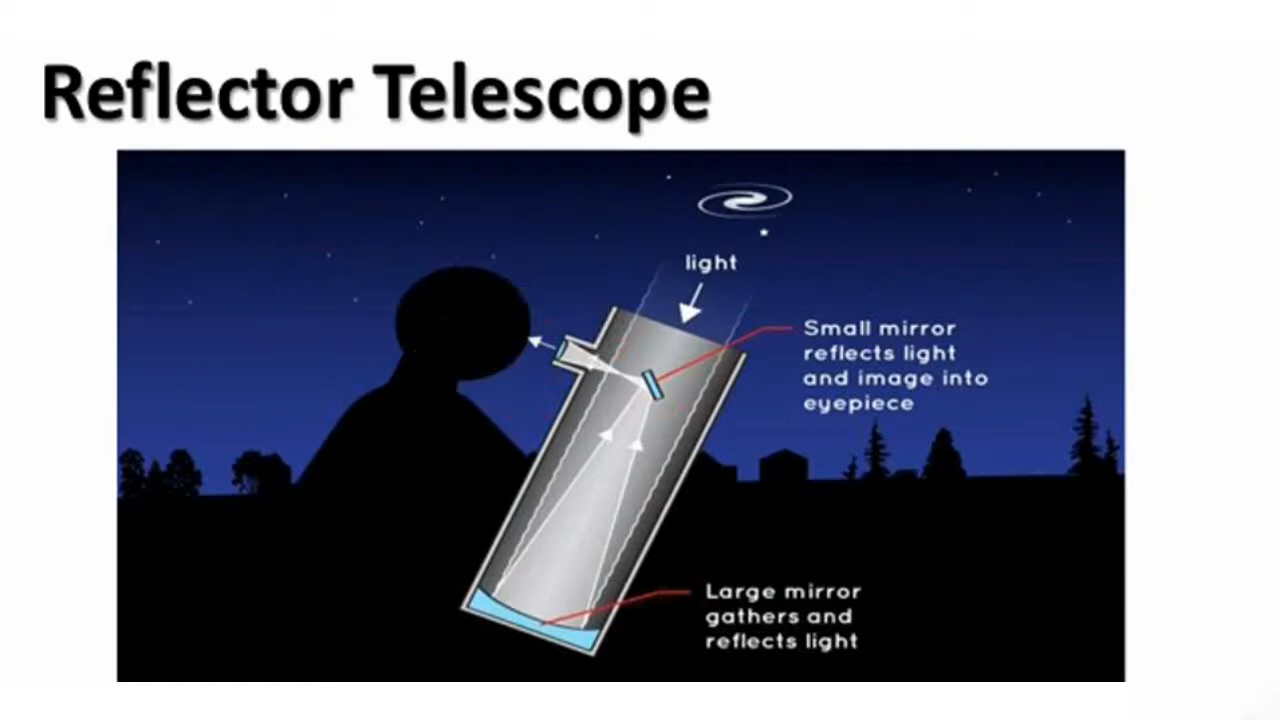 Reflector Telescope
light
Small mirror
reflects light
and image into
eyepiece
Large mirror
gathers and
reflects light